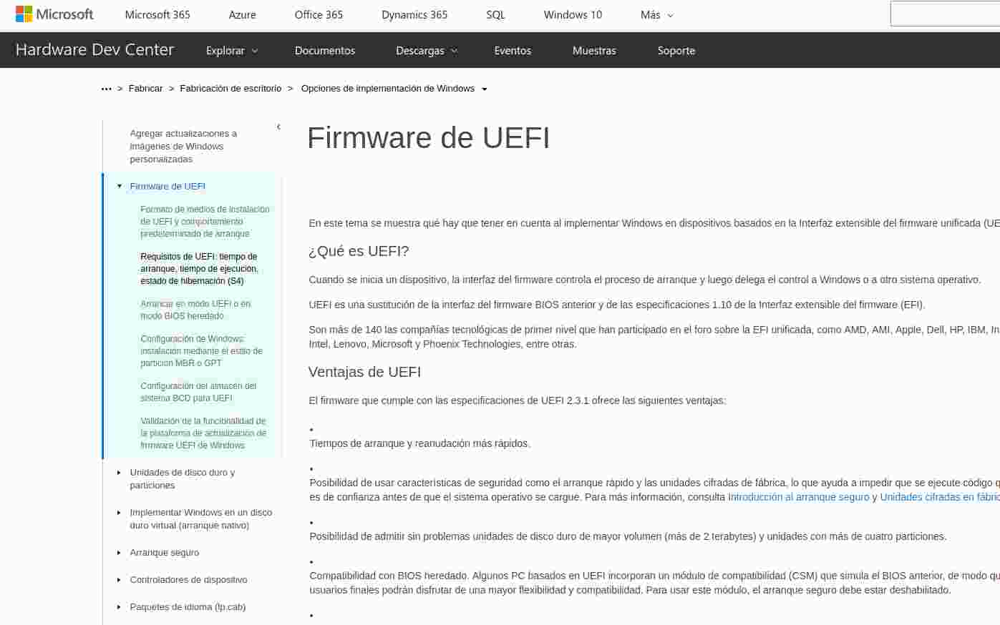 Microsoft Microsoft 365 Azure Office 365 Dynamics 365 SQL Windows 10 Más
Hardware Dev Center Explorar Documentos Descargas Eventos Muestras Soporte
••• > Fabricar > Fabricación de escritorio > Opciones de implementación de Windows
Agregar actualizaciones a
imágenes de Windows
personalizadas
Firmware de UEFI
Formato de medios de instalación
de UEFI y comportamiento
predeterminado de arranque
Requisitos de UEFI: tiempo de
arranque, tiempo de ejecución,
estado de hibernación (S4)
Arrancar en modo UEFI o en
modo BIOS heredado
Configuración de Windows:
instalación mediante el estilo de
partición MBR o GPT
Configuración del almacén del
sistema BCD para UEFI
Validación de la funcionalidad de
la plataforma de actualización de
firmware UEFI de Windows
Unidades de disco duro y
particiones
Implementar Windows en un disco
duro virtual (arranque nativo)
Arranque seguro
Controladores de dispositivo
Paquetes de idioma (lp.cab)
Firmware de UEFI
En este tema se muestra qué hay que tener en cuenta al implementar Windows en dispositivos basados en la Interfaz extensible del firmware unificada (UE
¿Qué es UEFI?
Cuando se inicia un dispositivo, la interfaz del firmware controla el proceso de arranque y luego delega el control a Windows o a otro sistema operativo.
UEFI es una sustitución de la interfaz del firmware BIOS anterior y de las especificaciones 1.10 de la Interfaz extensible del firmware (EFI).
Son más de 140 las compañías tecnológicas de primer nivel que han participado en el foro sobre la EFI unificada, como AMD, AMI, Apple, Dell, HP, IBM, In
Intel, Lenovo, Microsoft y Phoenix Technologies, entre otras.
Ventajas de UEFI
El firmware que cumple con las especificaciones de UEFI 2.3.1 ofrece las siguientes ventajas:
•
Tiempos de arranque y reanudación más rápidos.
•
Posibilidad de usar características de seguridad como el arranque rápido y las unidades cifradas de fábrica, lo que ayuda a impedir que se ejecute código q
es de confianza antes de que el sistema operativo se cargue. Para más información, consulta Introducción al arranque seguro y Unidades cifradas en fábric
•
Posibilidad de admitir sin problemas unidades de disco duro de mayor volumen (más de 2 terabytes) y unidades con más de cuatro particiones.
•
Compatibilidad con BIOS heredado. Algunos PC basados en UEFI incorporan un módulo de compatibilidad (CSM) que simula el BIOS anterior, de modo qu
usuarios finales podrán disfrutar de una mayor flexibilidad y compatibilidad. Para usar este módulo, el arranque seguro debe estar deshabilitado.
•